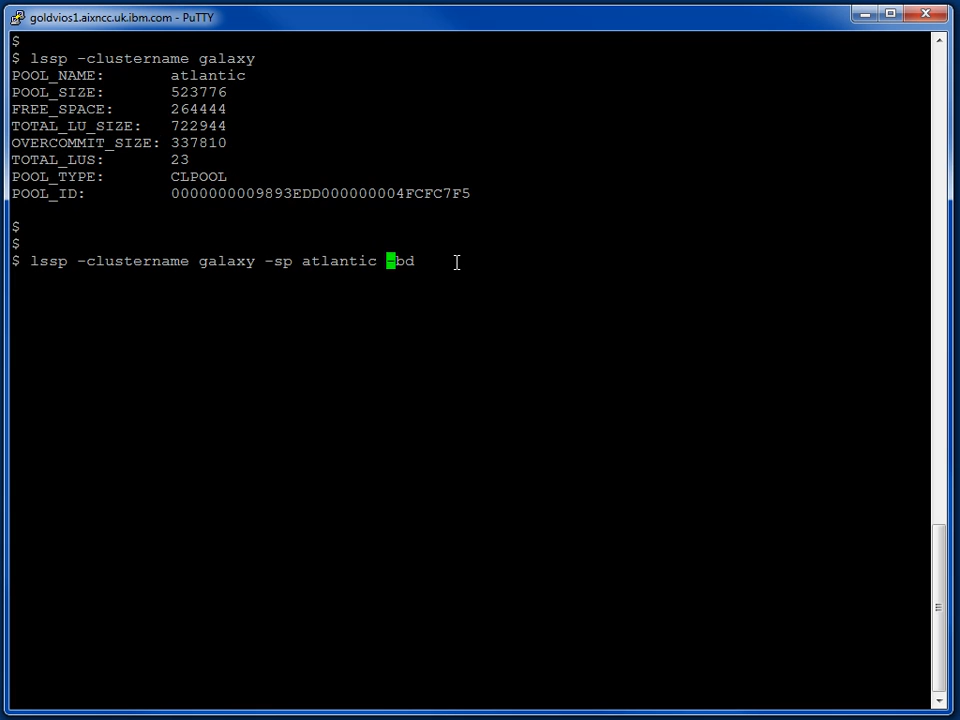 goldvios1.aixncc.uk.ibm.com - PuTTY
$
$ lssp -clustername galaxy
POOL_NAME: atlantic
POOL_SIZE: 523776
FREE_SPACE: 264444
TOTAL_LU_SIZE: 722944
OVERCOMMIT_SIZE: 337810
TOTAL_LUS: 23
POOL_TYPE: CLPOOL
POOL_ID: 0000000009893EDD000000004FCFC7F5
$
$
$ lssp -clustername galaxy -sp atlantic -bd